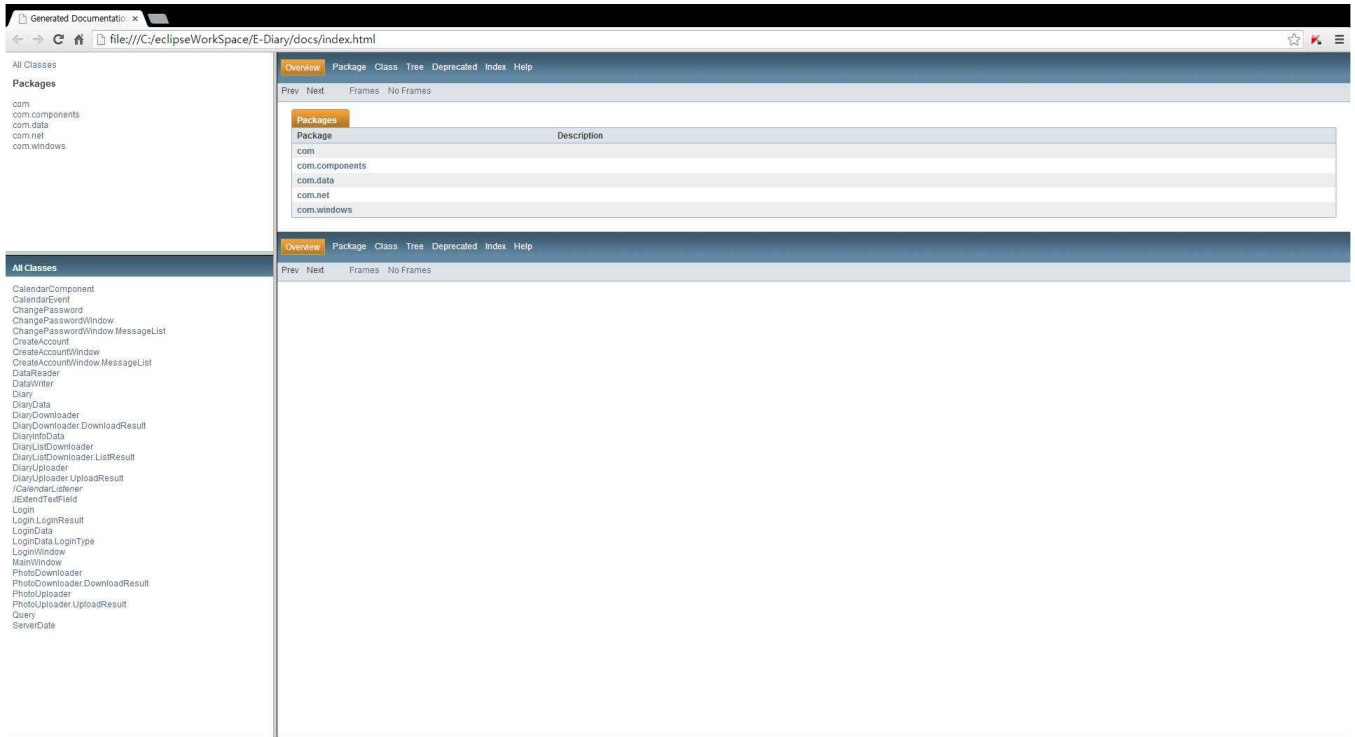 Generated Documentatio
file:///C:/eclipseWorkSpace/E-Diary/docs/index.html
All Classes
Packages
com
com.components
com.data
com.net
com.windows
All Classes
CalendarComponent
CalendarEvent
ChangePassword
ChangePasswordWindow
ChangePasswordWindow.MessageList
CreateAccount
CreateAccountWindow
CreateAccountWindow.MessageList
DataReader
DataWriter
Diary
DiaryData
DiaryDownloader
DiaryDownloader.DownloadResult
DiaryInfoData
DiaryListDownloader
DiaryListDownloader.ListResult
DiaryUploader
DiaryUploader.UploadResult
ICalendarListener
JExtendTextField
Login
Login.LoginResult
LoginData
LoginData.LoginType
LoginWindow
MainWindow
PhotoDownloader
PhotoDownloader.DownloadResult
PhotoUploader
PhotoUploader.UploadResult
Query
ServerDate
Overview Package Class Tree Deprecated Index Help
Prev Next Frames No Frames
Packages
Package Description
com
com.components
com.data
com.net
com.windows
Overview Package Class Tree Deprecated Index Help
Prev Next Frames No Frames